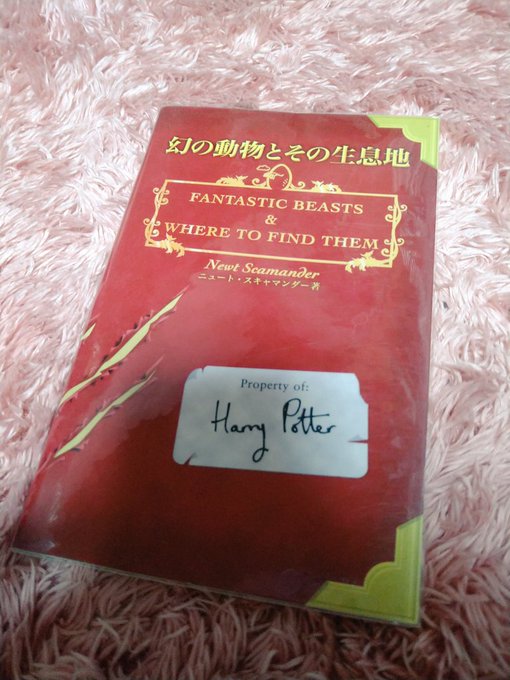 幻の動物とその生息地
FANTASTIC BEASTS
&
WHERE TO FIND THEM
Newt Scamander
ニュート・スキャマンダー著
Property of:
Harry Potter